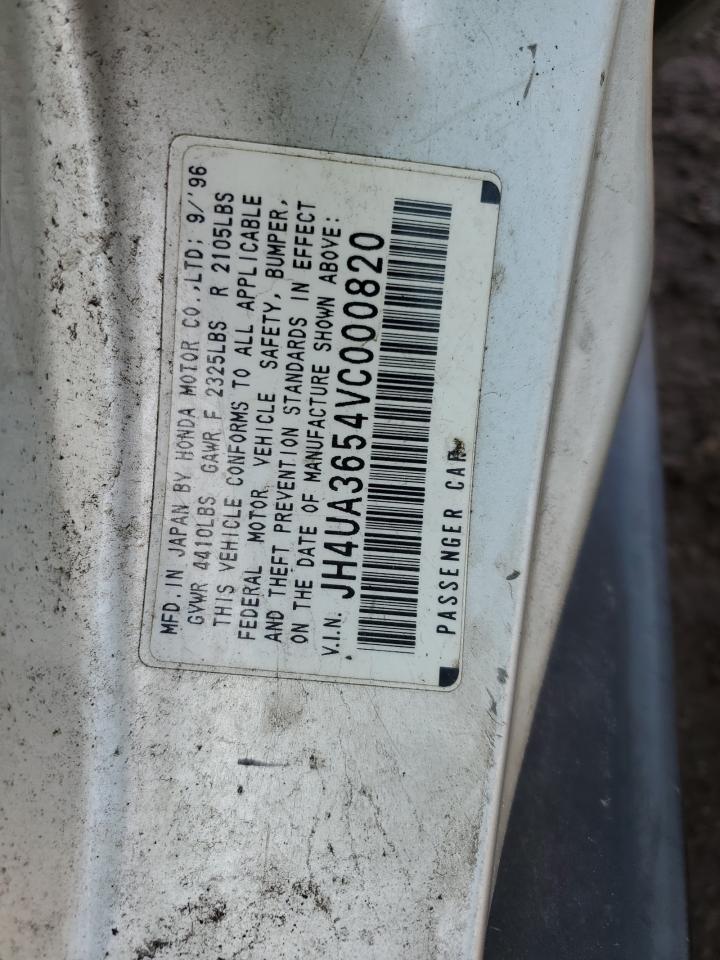 MFD. IN JAPAN BY HONDA MOTOR CO., LTD; 9/'96
GVWR 4410LBS GAWR F 2325LBS R 2105LBS
THIS VEHICLE CONFORMS TO ALL APPLICABLE
FEDERAL MOTOR VEHICLE SAFETY, BUMPER,
AND THEFT PREVENTION STANDARDS IN EFFECT
ON THE DATE OF MANUFACTURE SHOWN ABOVE:
V.I.N. JH4UA3654VC000820
PASSENGER CAR